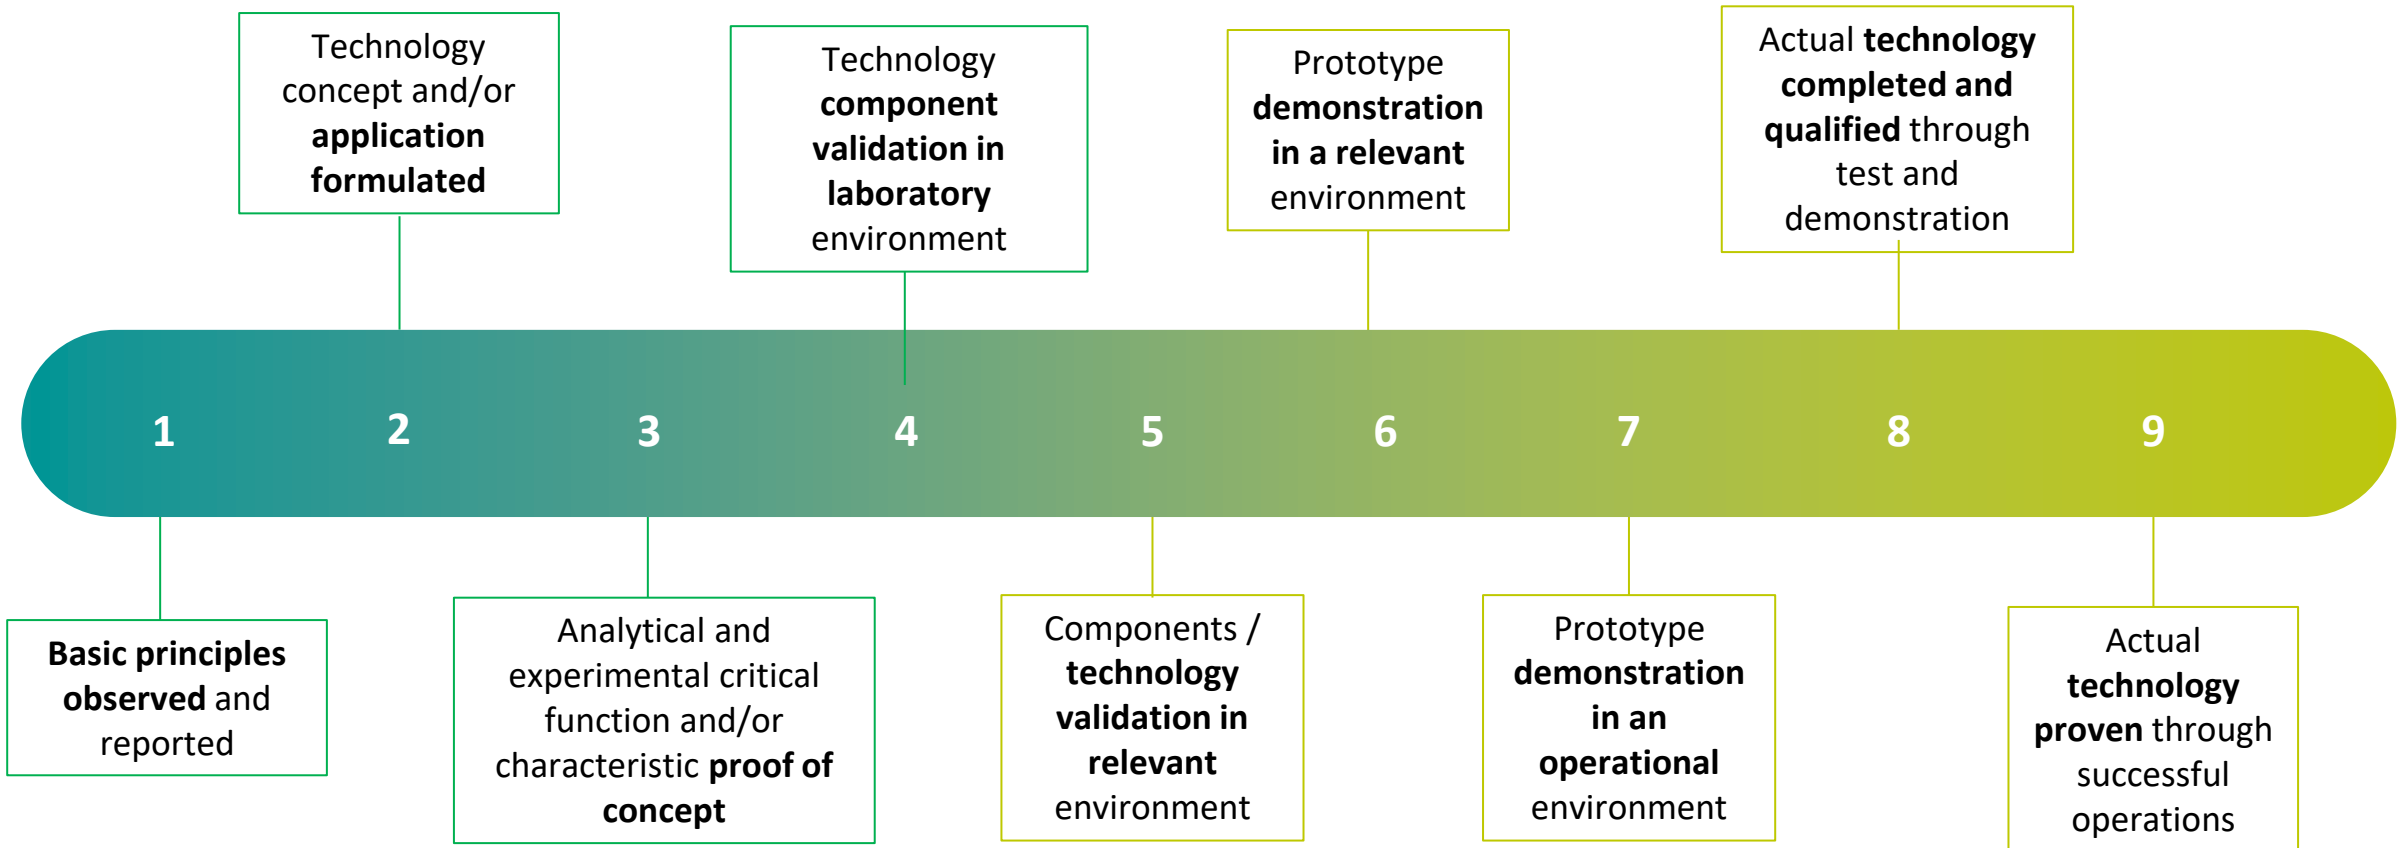 Technology
concept and/or
application
formulated
Technology
component
validation in
laboratory
environment
Prototype
demonstration
in a relevant
environment
Actual technology
completed and
qualified through
test and
demonstration
1
2
3
4
5
6
7
8
9
Basic principles
observed and
reported
Analytical and
experimental critical
function and/or
characteristic proof of
concept
Components /
technology
validation in
relevant
environment
Prototype
demonstration
in an
operational
environment
Actual
technology
proven through
successful
operations